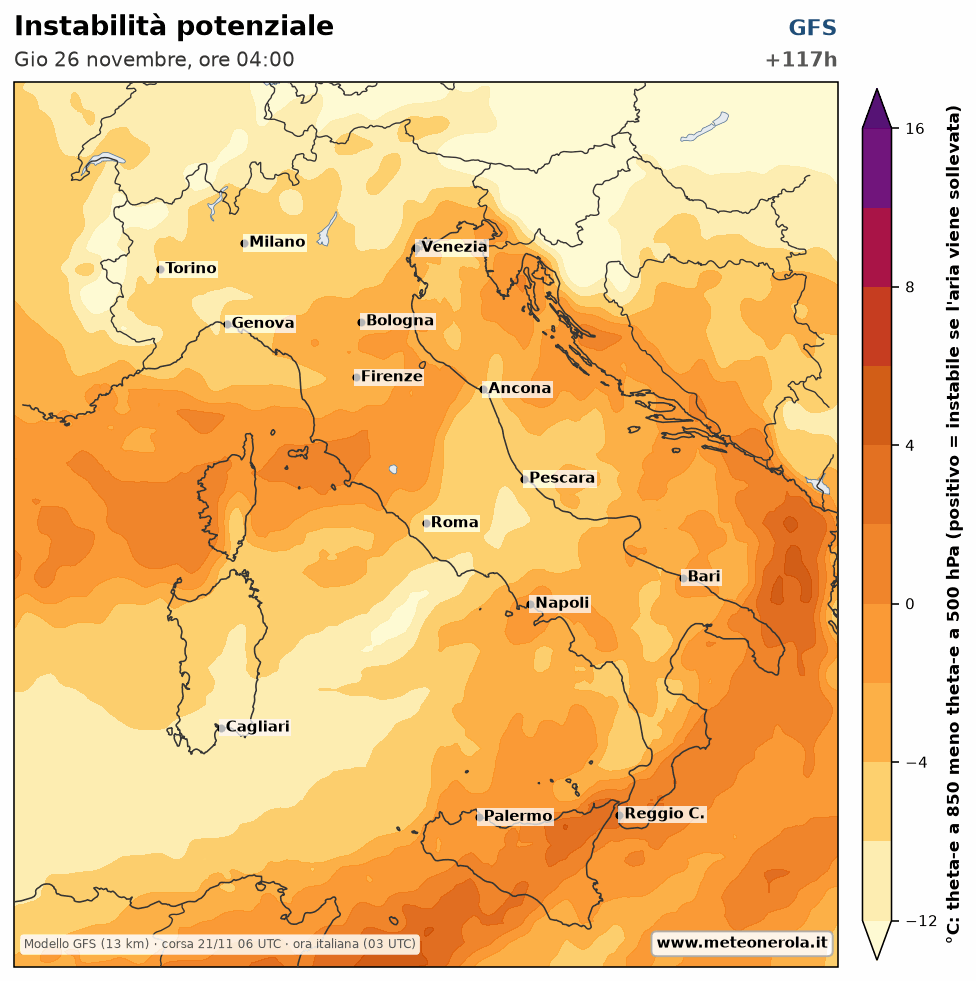 Instabilità potenziale
GFS
Gio 26 novembre, ore 04:00
+117h
Milano
Venezia
Torino
Genova
Bologna
Firenze
Ancona
Pescara
Roma
Bari
Napoli
Cagliari
Palermo
Reggio C.
16
8
4
0
−4
−12
°C: theta-e a 850 meno theta-e a 500 hPa (positivo = instabile se l'aria viene sollevata)
Modello GFS (13 km) · corsa 21/11 06 UTC · ora italiana (03 UTC)
www.meteonerola.it